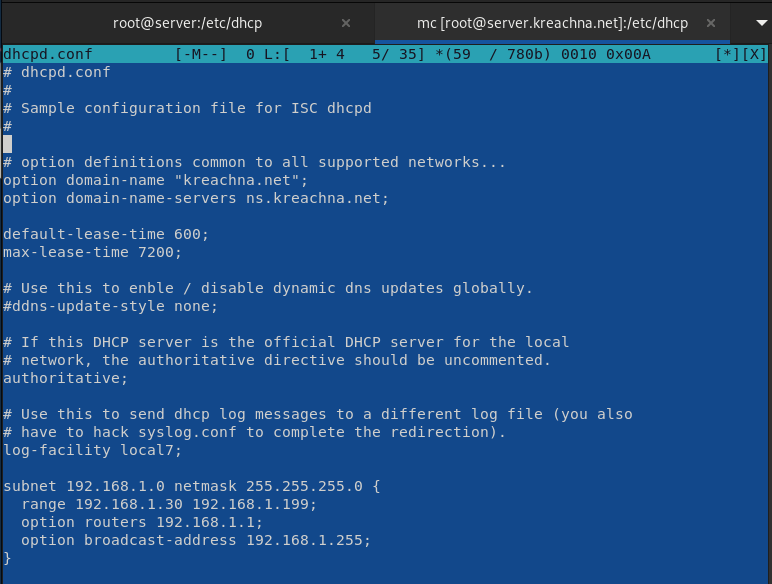 root@server:/etc/dhcp × mc [root@server.kreachna.net]:/etc/dhcp ×
dhcpd.conf [-M--] 0 L:[ 1+ 4 5/ 35] *(59 / 780b) 0010 0x00A [*][X]
# dhcpd.conf
#
# Sample configuration file for ISC dhcpd
#
# option definitions common to all supported networks...
option domain-name "kreachna.net";
option domain-name-servers ns.kreachna.net;
default-lease-time 600;
max-lease-time 7200;
# Use this to enble / disable dynamic dns updates globally.
#ddns-update-style none;
# If this DHCP server is the official DHCP server for the local
# network, the authoritative directive should be uncommented.
authoritative;
# Use this to send dhcp log messages to a different log file (you also
# have to hack syslog.conf to complete the redirection).
log-facility local7;
subnet 192.168.1.0 netmask 255.255.255.0 {
range 192.168.1.30 192.168.1.199;
option routers 192.168.1.1;
option broadcast-address 192.168.1.255;
}